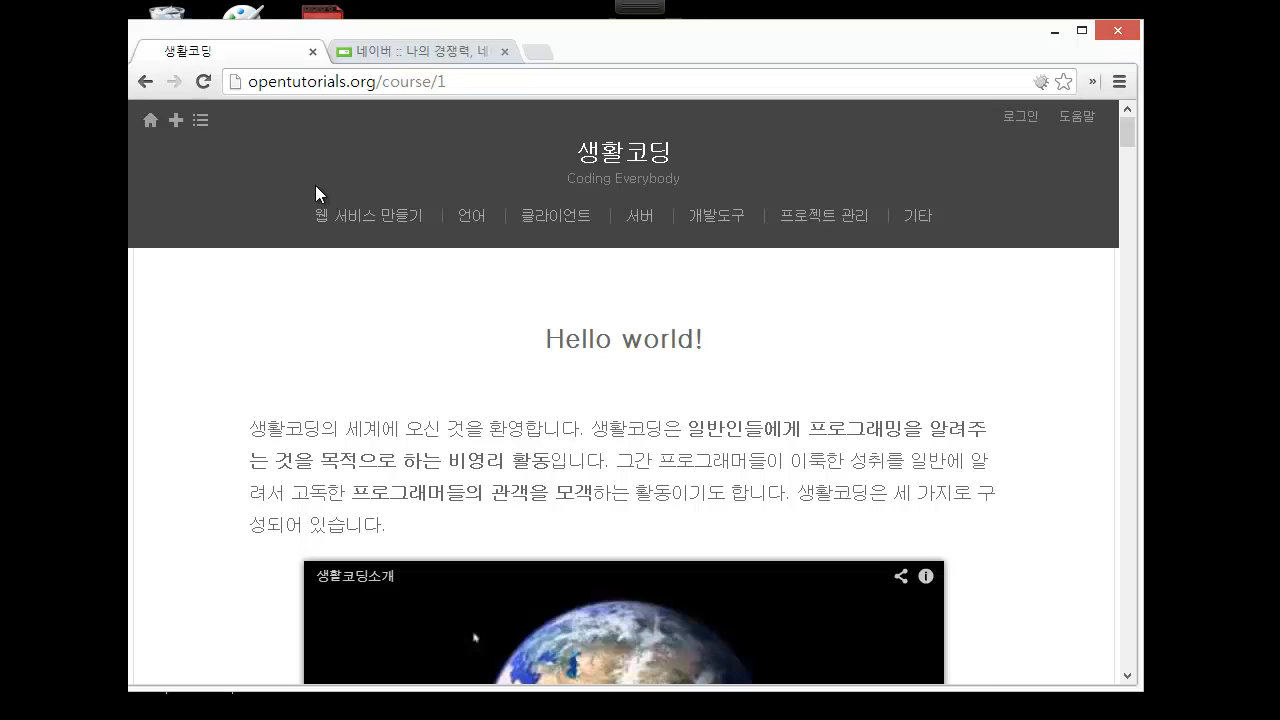 생활코딩
네이버 :: 나의 경쟁력, 네
opentutorials.org/course/1
로그인 도움말
생활코딩
Coding Everybody
웹 서비스 만들기 언어 클라이언트 서버 개발도구 프로젝트 관리 기타
Hello world!
생활코딩의 세계에 오신 것을 환영합니다. 생활코딩은 일반인들에게 프로그래밍을 알려주
는 것을 목적으로 하는 비영리 활동입니다. 그간 프로그래머들이 이룩한 성취를 일반에 알
려서 고독한 프로그래머들의 관객을 모객하는 활동이기도 합니다. 생활코딩은 세 가지로 구
성되어 있습니다.
생활코딩소개